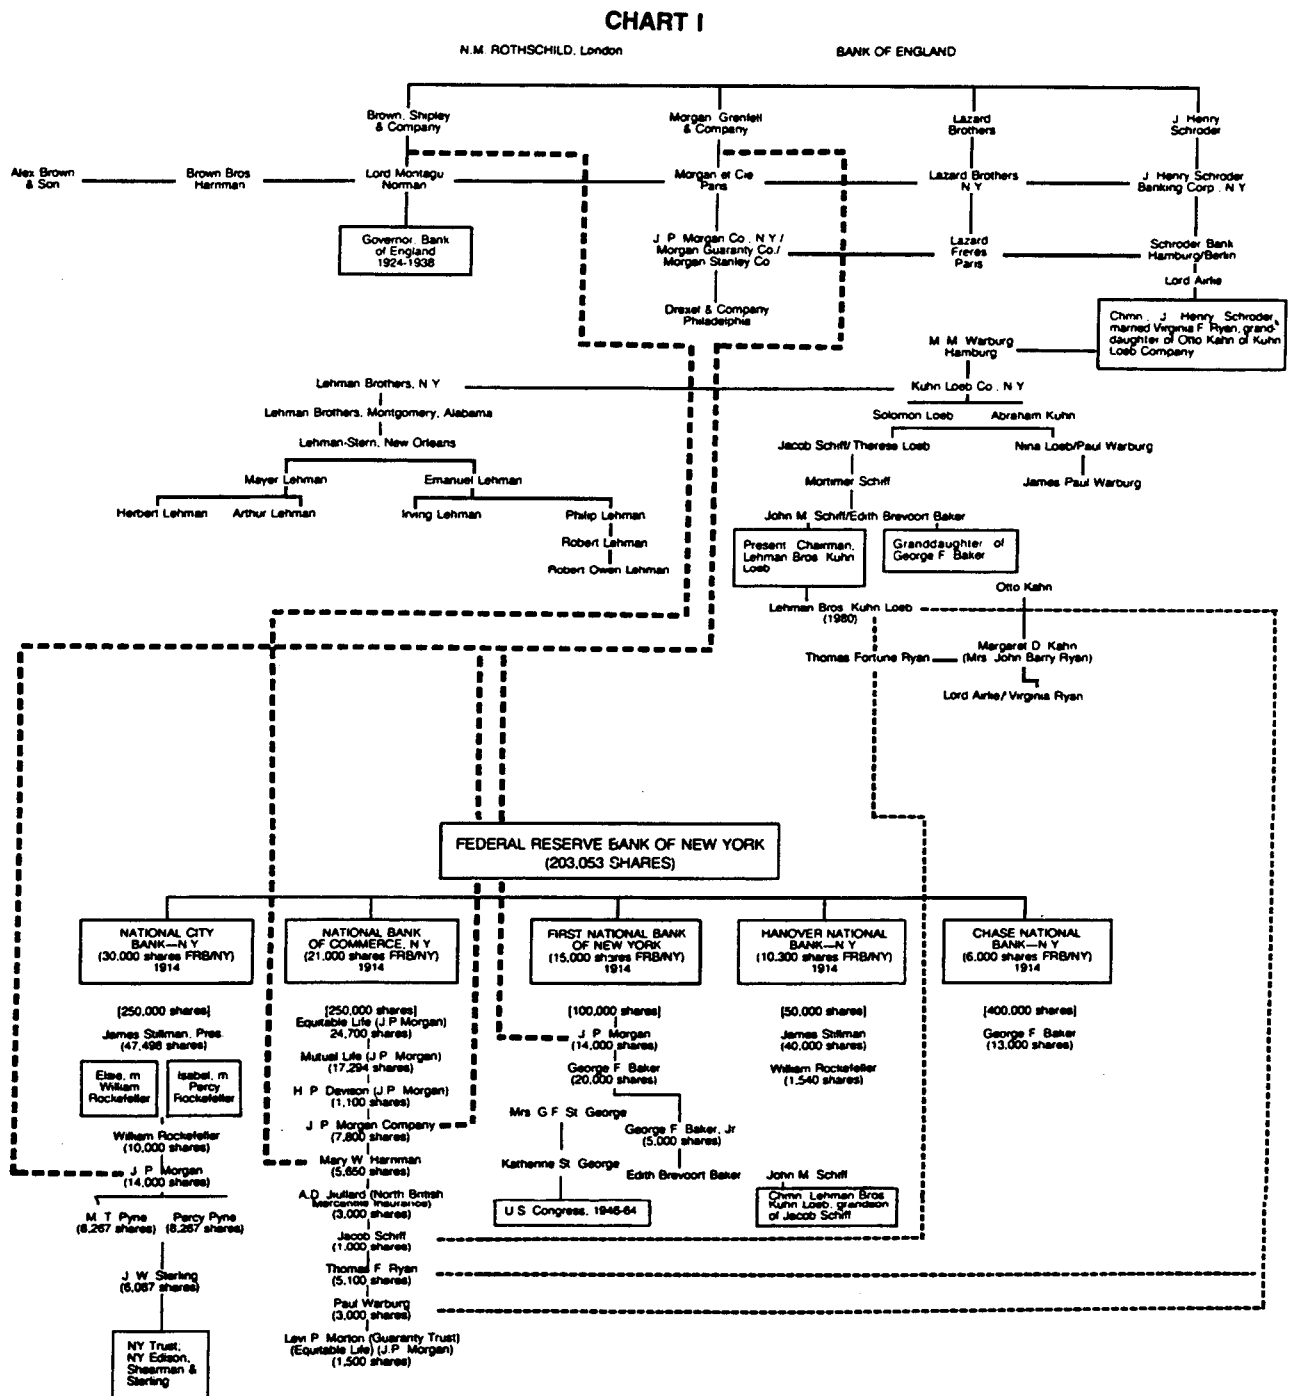 CHART I
N.M. ROTHSCHILD, London
BANK OF ENGLAND
Brown, Shipley
& Company
Morgan Grenfell
& Company
Lazard
Brothers
J Henry
Schroder
Alex Brown
& Son
Brown Bros
Harriman
Lord Montagu
Norman
Morgan et Cie
Paris
Lazard Brothers
N Y
J Henry Schroder
Banking Corp. N Y
Governor, Bank
of England
1924-1938
J P Morgan Co N Y /
Morgan Guaranty Co./
Morgan Stanley Co
Lazard
Freres
Paris
Schroder Bank
Hamburg/Berlin
Lord Airlie
Drexel & Company
Philadelphia
Chmn. J Henry Schroder,
married Virginia F Ryan, grand-
daughter of Otto Kahn of Kuhn
Loeb Company
M M Warburg
Hamburg
Lehman Brothers, N Y
Kuhn Loeb Co. N Y
Lehman Brothers, Montgomery, Alabama
Solomon Loeb
Abraham Kuhn
Lehman-Stern, New Orleans
Jacob Schiff/Therese Loeb
Nina Loeb/Paul Warburg
Mayer Lehman
Emanuel Lehman
Mortimer Schiff
James Paul Warburg
Herbert Lehman
Arthur Lehman
Irving Lehman
Philip Lehman
John M Schiff/Edith Brevoort Baker
Robert Lehman
Present Chairman,
Lehman Bros Kuhn
Loeb
Granddaughter of
George F Baker
Robert Owen Lehman
Otto Kahn
Lehman Bros Kuhn Loeb
(1980)
Thomas Fortune Ryan
Margaret D Kahn
(Mrs John Barry Ryan)
Lord Airlie/Virginia Ryan
FEDERAL RESERVE BANK OF NEW YORK
(203,053 SHARES)
NATIONAL CITY
BANK—N Y
(30,000 shares FRB/NY)
1914
NATIONAL BANK
OF COMMERCE, N Y
(21,000 shares FRB/NY)
1914
FIRST NATIONAL BANK
OF NEW YORK
(15,000 shares FRB/NY)
1914
HANOVER NATIONAL
BANK—N Y
(10,300 shares FRB/NY)
1914
CHASE NATIONAL
BANK—N Y
(6,000 shares FRB/NY)
1914
[250,000 shares]
James Stillman, Pres
(47,498 shares)
Elsie, m
William
Rockefeller
Isabel, m
Percy
Rockefeller
William Rockefeller
(10,000 shares)
J P Morgan
(14,000 shares)
M T Pyne
(8,267 shares)
Percy Pyne
(8,267 shares)
J W Sterling
(6,067 shares)
NY Trust;
NY Edison,
Shearman &
Sterling
[250,000 shares]
Equitable Life (J P Morgan)
24,700 shares)
Mutual Life (J P Morgan)
(17,294 shares)
H P Davison (J P Morgan)
(1,100 shares)
J P Morgan Company
(7,800 shares)
Mary W Harriman
(5,650 shares)
A.D Jiullard (North British
Mercantile Insurance)
(3,000 shares)
Jacob Schiff
(1,000 shares)
Thomas F Ryan
(5,100 shares)
Paul Warburg
(3,000 shares)
Levi P Morton (Guaranty Trust)
(Equitable Life) (J.P Morgan)
(1,500 shares)
[100,000 shares]
J P Morgan
(14,000 shares)
George F Baker
(20,000 shares)
Mrs G F St George
George F Baker, Jr
(5,000 shares)
Katherine St George
Edith Brevoort Baker
U S Congress, 1946-64
[50,000 shares]
James Stillman
(40,000 shares)
William Rockefeller
(1,540 shares)
John M Schiff
Chmn Lehman Bros
Kuhn Loeb, grandson
of Jacob Schiff
[400,000 shares]
George F Baker
(13,000 shares)